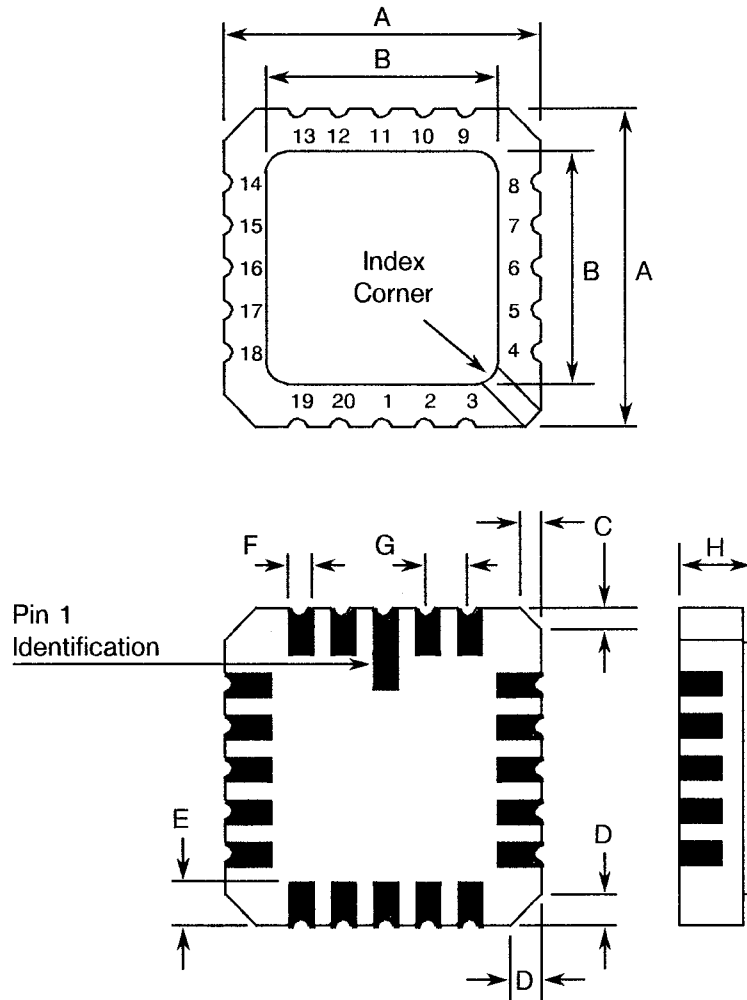 A
B
13 12 11 10 9
14 8
15 7
16 6
17 5
18 4
Index
Corner
B
A
19 20 1 2 3
C
F
G
H
Pin 1
Identification
E
D
D